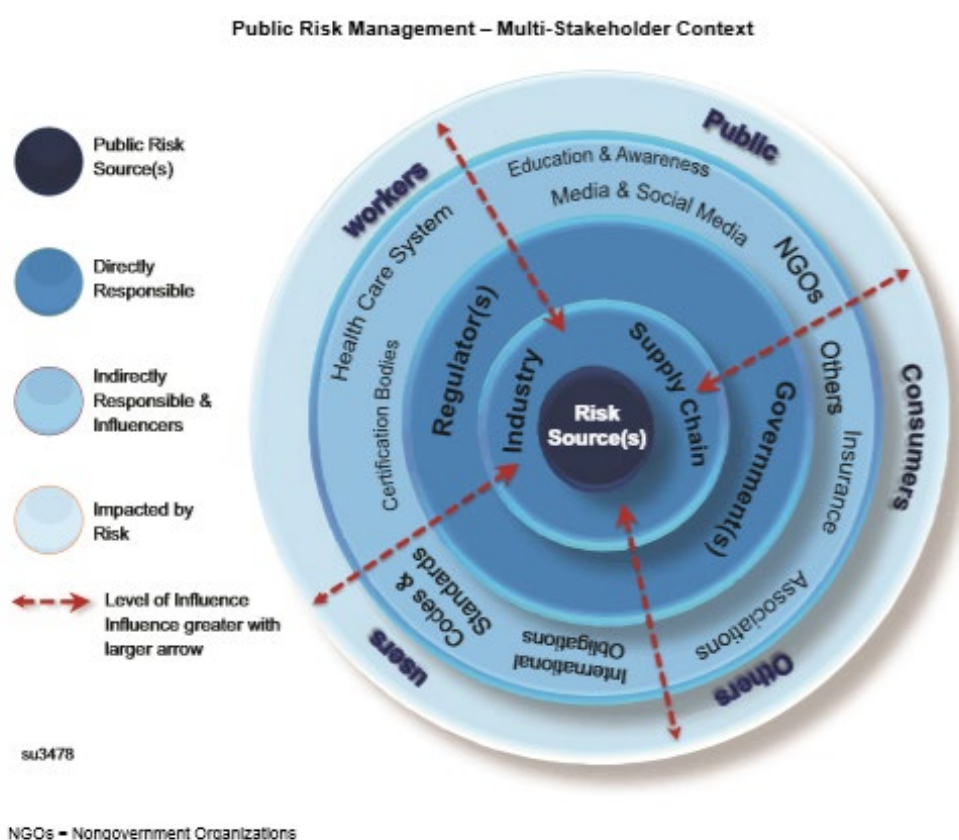 Public Risk Management – Multi-Stakeholder Context
Public Risk
Source(s)
Directly
Responsible
Indirectly
Responsible &
Influencers
Impacted by
Risk
Level of Influence
Influence greater with
larger arrow
su3478
Public
workers
Consumers
users
Others
Education & Awareness
Media & Social Media
Health Care System
NGOs
Others
Insurance
Certification Bodies
Associations
Codes &
Standards
International
Obligations
Regulator(s)
Government(s)
Industry
Supply Chain
Risk
Source(s)
NGOs = Nongovernment Organizations